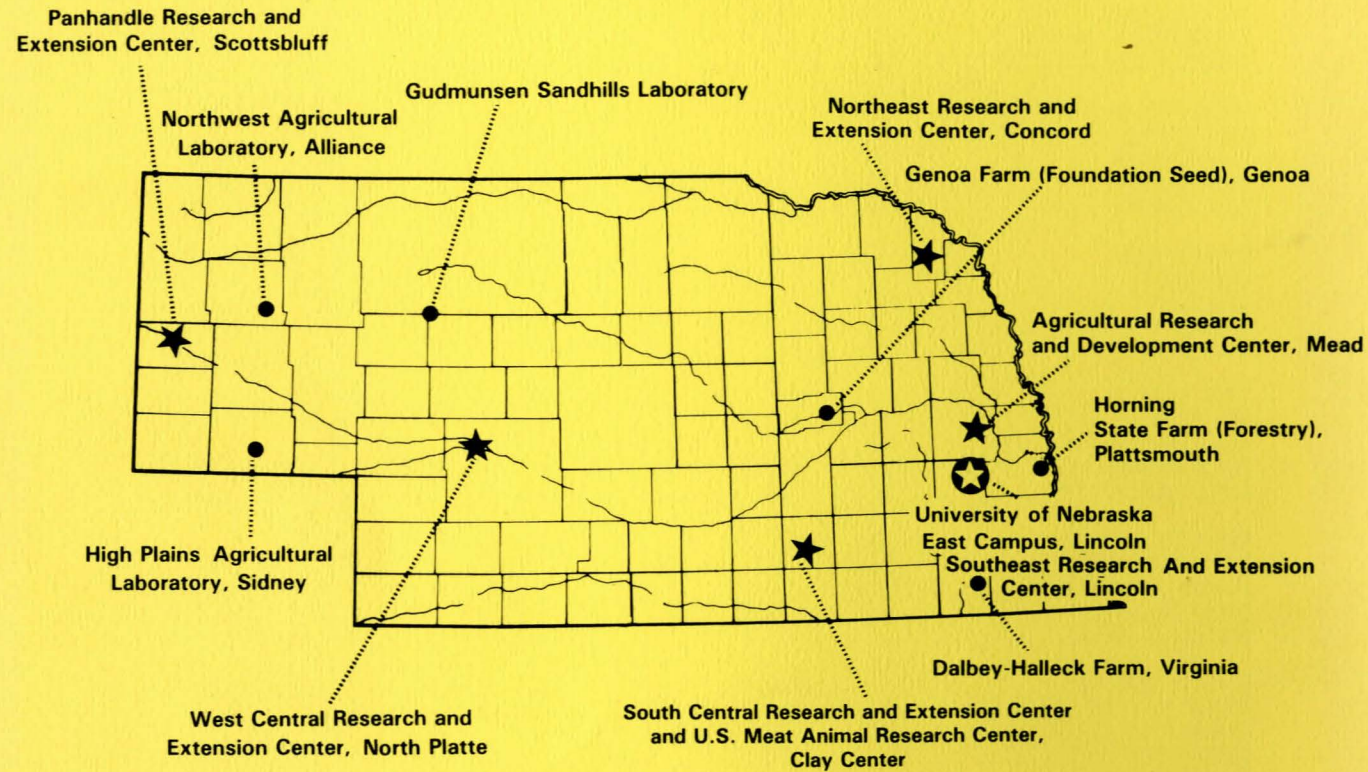 Panhandle Research and
Extension Center, Scottsbluff
Northwest Agricultural
Laboratory, Alliance
Gudmunsen Sandhills Laboratory
Northeast Research and
Extension Center, Concord
Genoa Farm (Foundation Seed), Genoa
Agricultural Research
and Development Center, Mead
Horning
State Farm (Forestry),
Plattsmouth
University of Nebraska
East Campus, Lincoln
Southeast Research And Extension
Center, Lincoln
High Plains Agricultural
Laboratory, Sidney
Dalbey-Halleck Farm, Virginia
West Central Research and
Extension Center, North Platte
South Central Research and Extension Center
and U.S. Meat Animal Research Center,
Clay Center